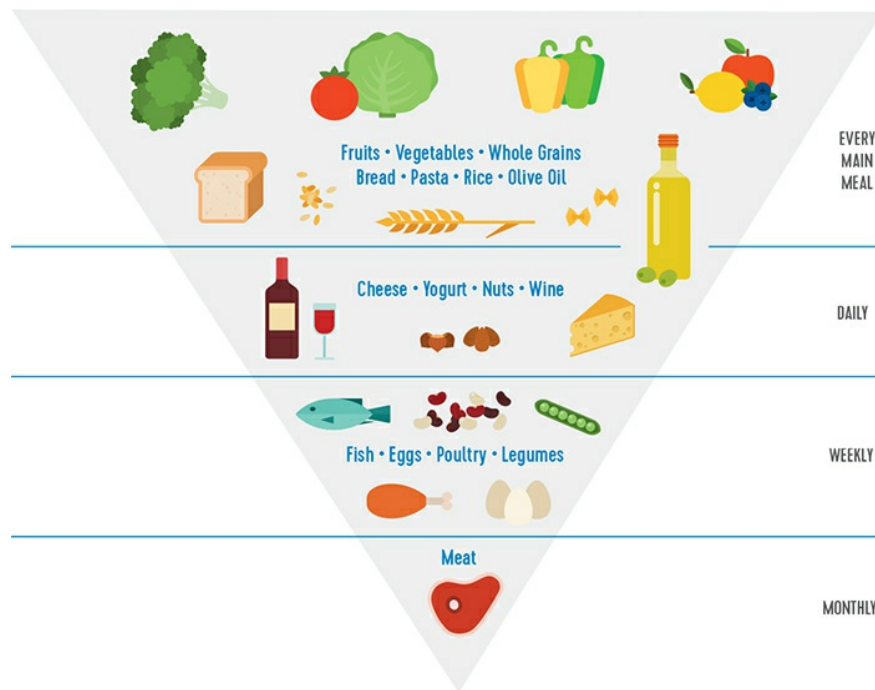 Fruits • Vegetables • Whole Grains
Bread • Pasta • Rice • Olive Oil
EVERY
MAIN
MEAL
Cheese • Yogurt • Nuts • Wine
DAILY
Fish • Eggs • Poultry • Legumes
WEEKLY
Meat
MONTHLY